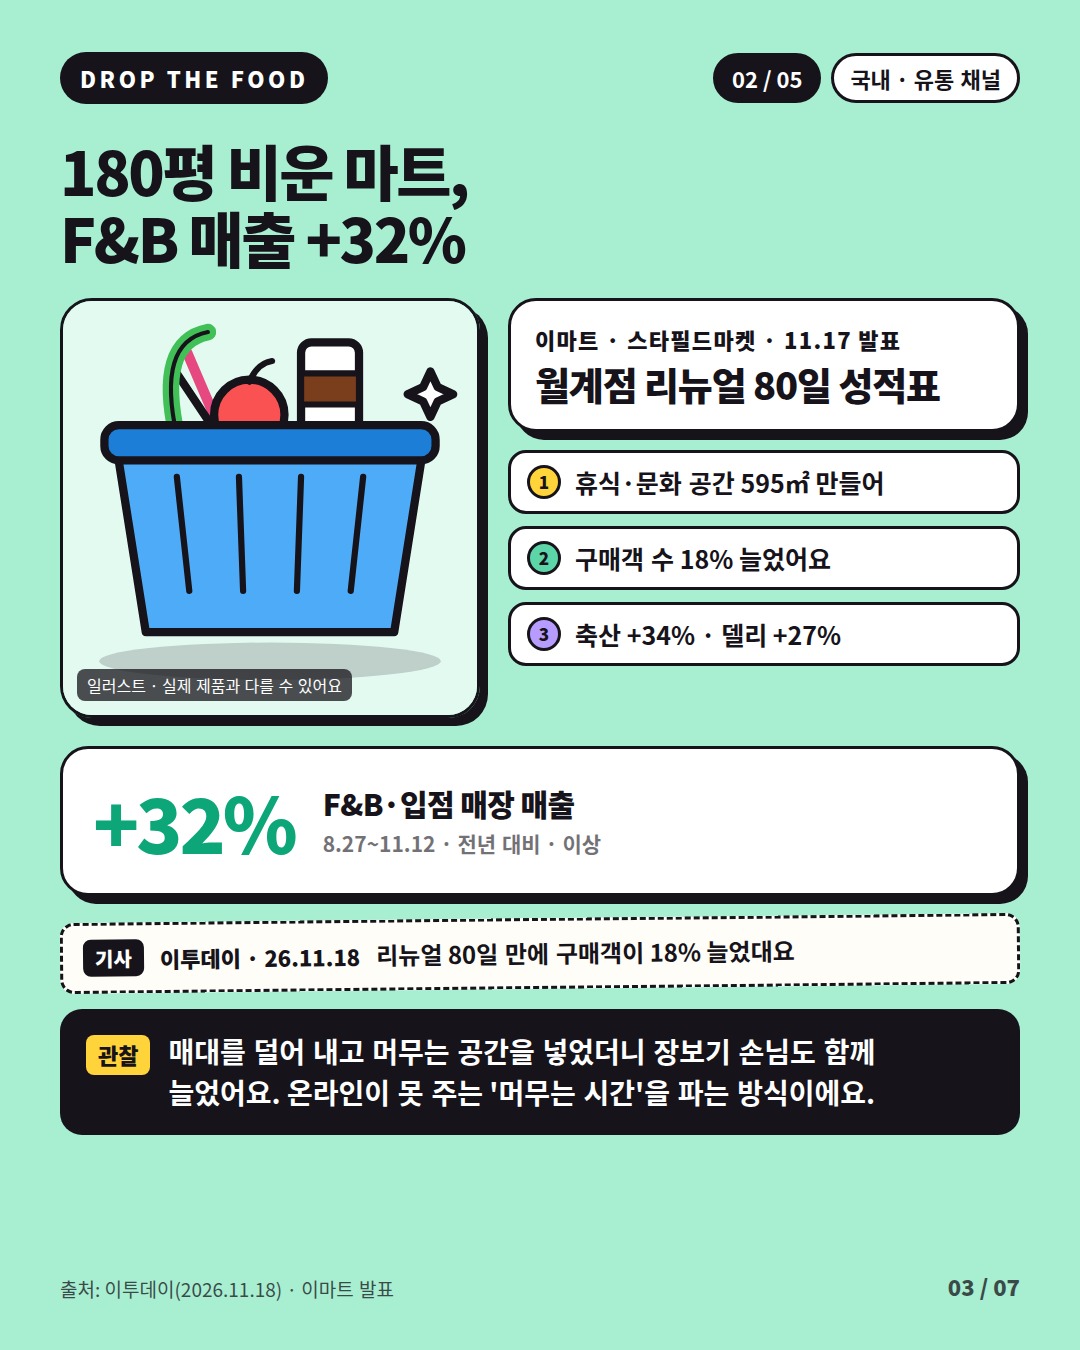 DROP THE FOOD
02 / 05
국내 · 유통 채널
180평 비운 마트,
F&B 매출 +32%
이마트 · 스타필드마켓 · 11.17 발표
월계점 리뉴얼 80일 성적표
1 휴식·문화 공간 595㎡ 만들어
2 구매객 수 18% 늘었어요
3 축산 +34% · 델리 +27%
일러스트 · 실제 제품과 다를 수 있어요
+32%
F&B·입점 매장 매출
8.27~11.12 · 전년 대비 · 이상
기사 이투데이 · 26.11.18 리뉴얼 80일 만에 구매객이 18% 늘었대요
관찰 매대를 덜어 내고 머무는 공간을 넣었더니 장보기 손님도 함께
늘었어요. 온라인이 못 주는 '머무는 시간'을 파는 방식이에요.
출처: 이투데이(2026.11.18) · 이마트 발표
03 / 07